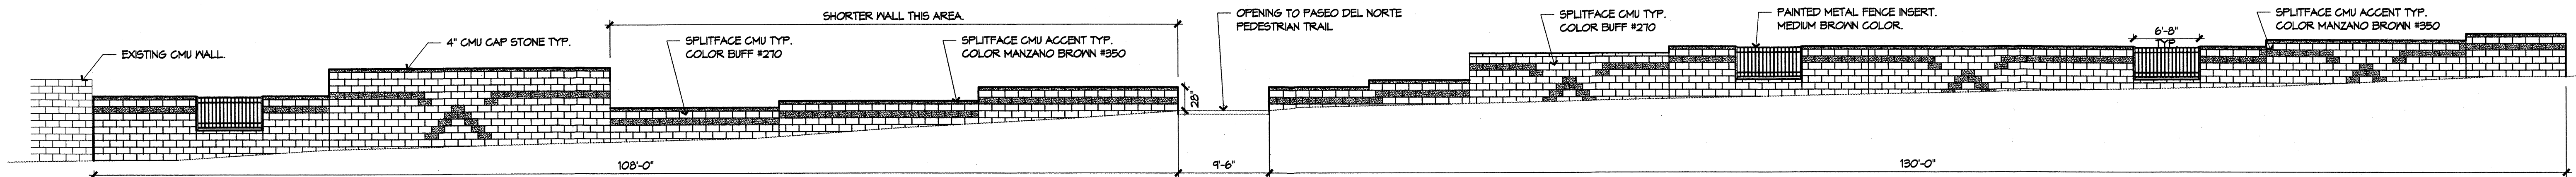 EXISTING CMU WALL.
4" CMU CAP STONE TYP.
SHORTER WALL THIS AREA.
SPLITFACE CMU TYP.
COLOR BUFF #270
SPLITFACE CMU ACCENT TYP.
COLOR MANZANO BROWN #350
28"
OPENING TO PASEO DEL NORTE
PEDESTRIAN TRAIL
SPLITFACE CMU TYP.
COLOR BUFF #270
PAINTED METAL FENCE INSERT.
MEDIUM BROWN COLOR.
6'-8"
TYP
SPLITFACE CMU ACCENT TYP.
COLOR MANZANO BROWN #350
108'-0"
9'-6"
130'-0"